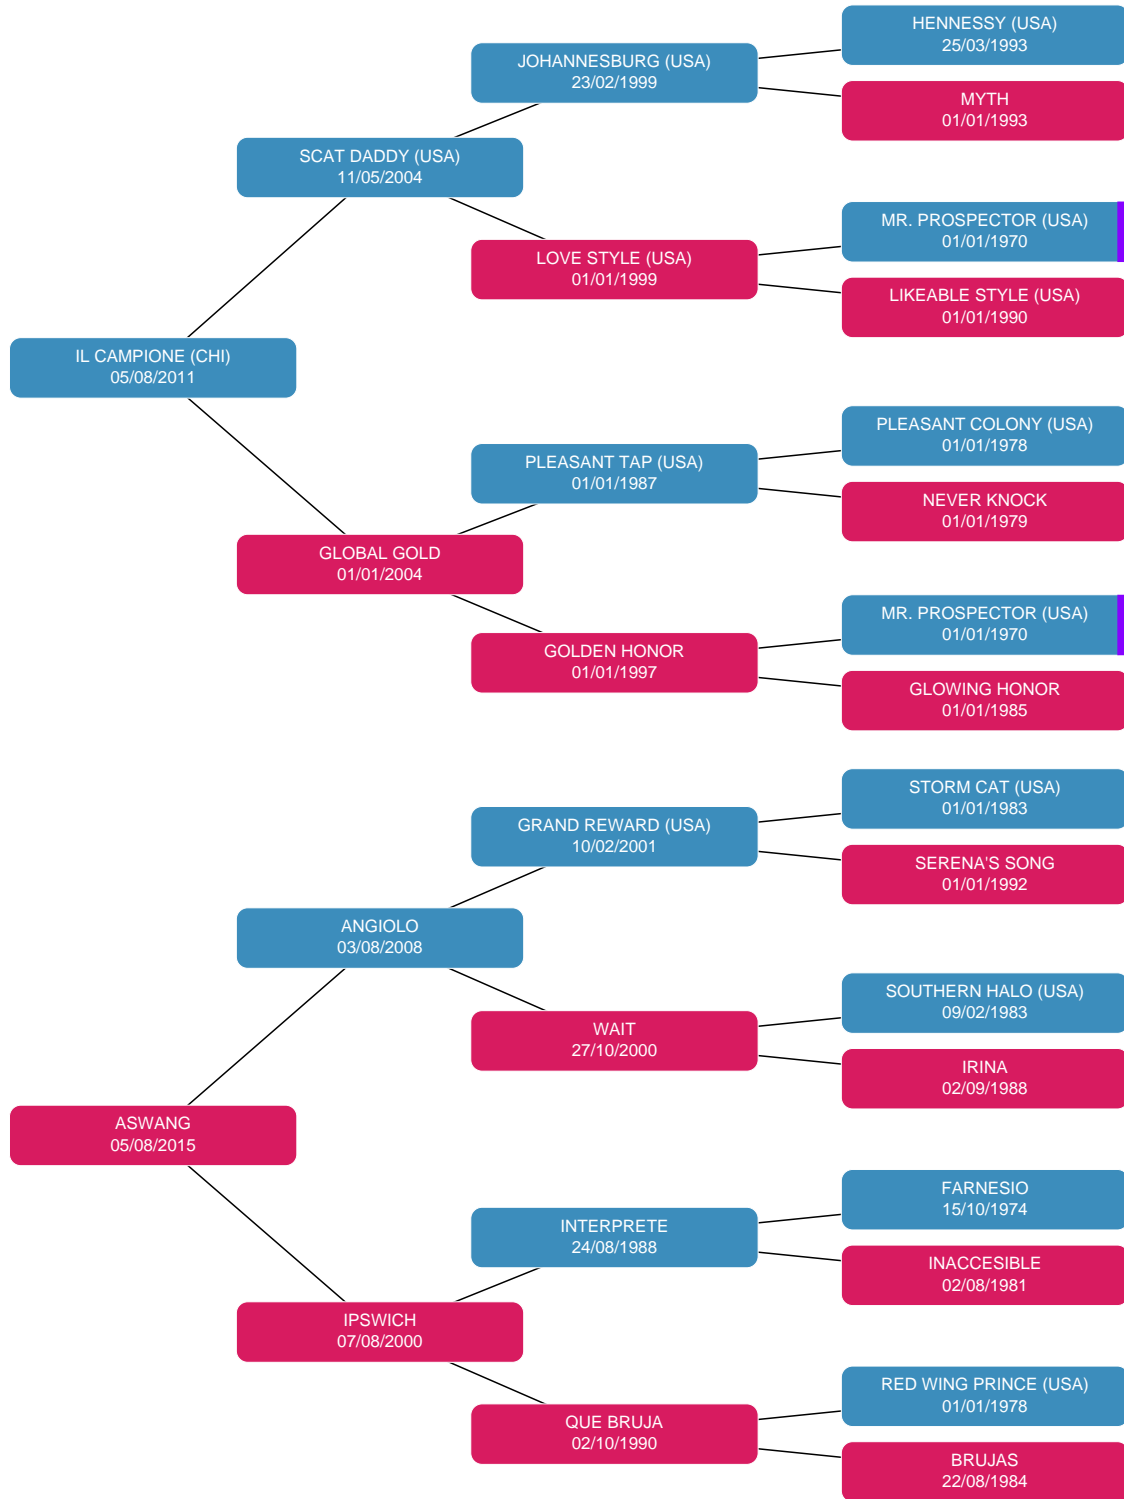 HENNESSY (USA)
25/03/1993
JOHANNESBURG (USA)
23/02/1999
MYTH
01/01/1993
SCAT DADDY (USA)
11/05/2004
MR. PROSPECTOR (USA)
01/01/1970
LOVE STYLE (USA)
01/01/1999
LIKEABLE STYLE (USA)
01/01/1990
IL CAMPIONE (CHI)
05/08/2011
PLEASANT COLONY (USA)
01/01/1978
PLEASANT TAP (USA)
01/01/1987
NEVER KNOCK
01/01/1979
GLOBAL GOLD
01/01/2004
MR. PROSPECTOR (USA)
01/01/1970
GOLDEN HONOR
01/01/1997
GLOWING HONOR
01/01/1985
STORM CAT (USA)
01/01/1983
GRAND REWARD (USA)
10/02/2001
SERENA'S SONG
01/01/1992
ANGIOLO
03/08/2008
SOUTHERN HALO (USA)
09/02/1983
WAIT
27/10/2000
IRINA
02/09/1988
ASWANG
05/08/2015
FARNESIO
15/10/1974
INTERPRETE
24/08/1988
INACCESIBLE
02/08/1981
IPSWICH
07/08/2000
RED WING PRINCE (USA)
01/01/1978
QUE BRUJA
02/10/1990
BRUJAS
22/08/1984